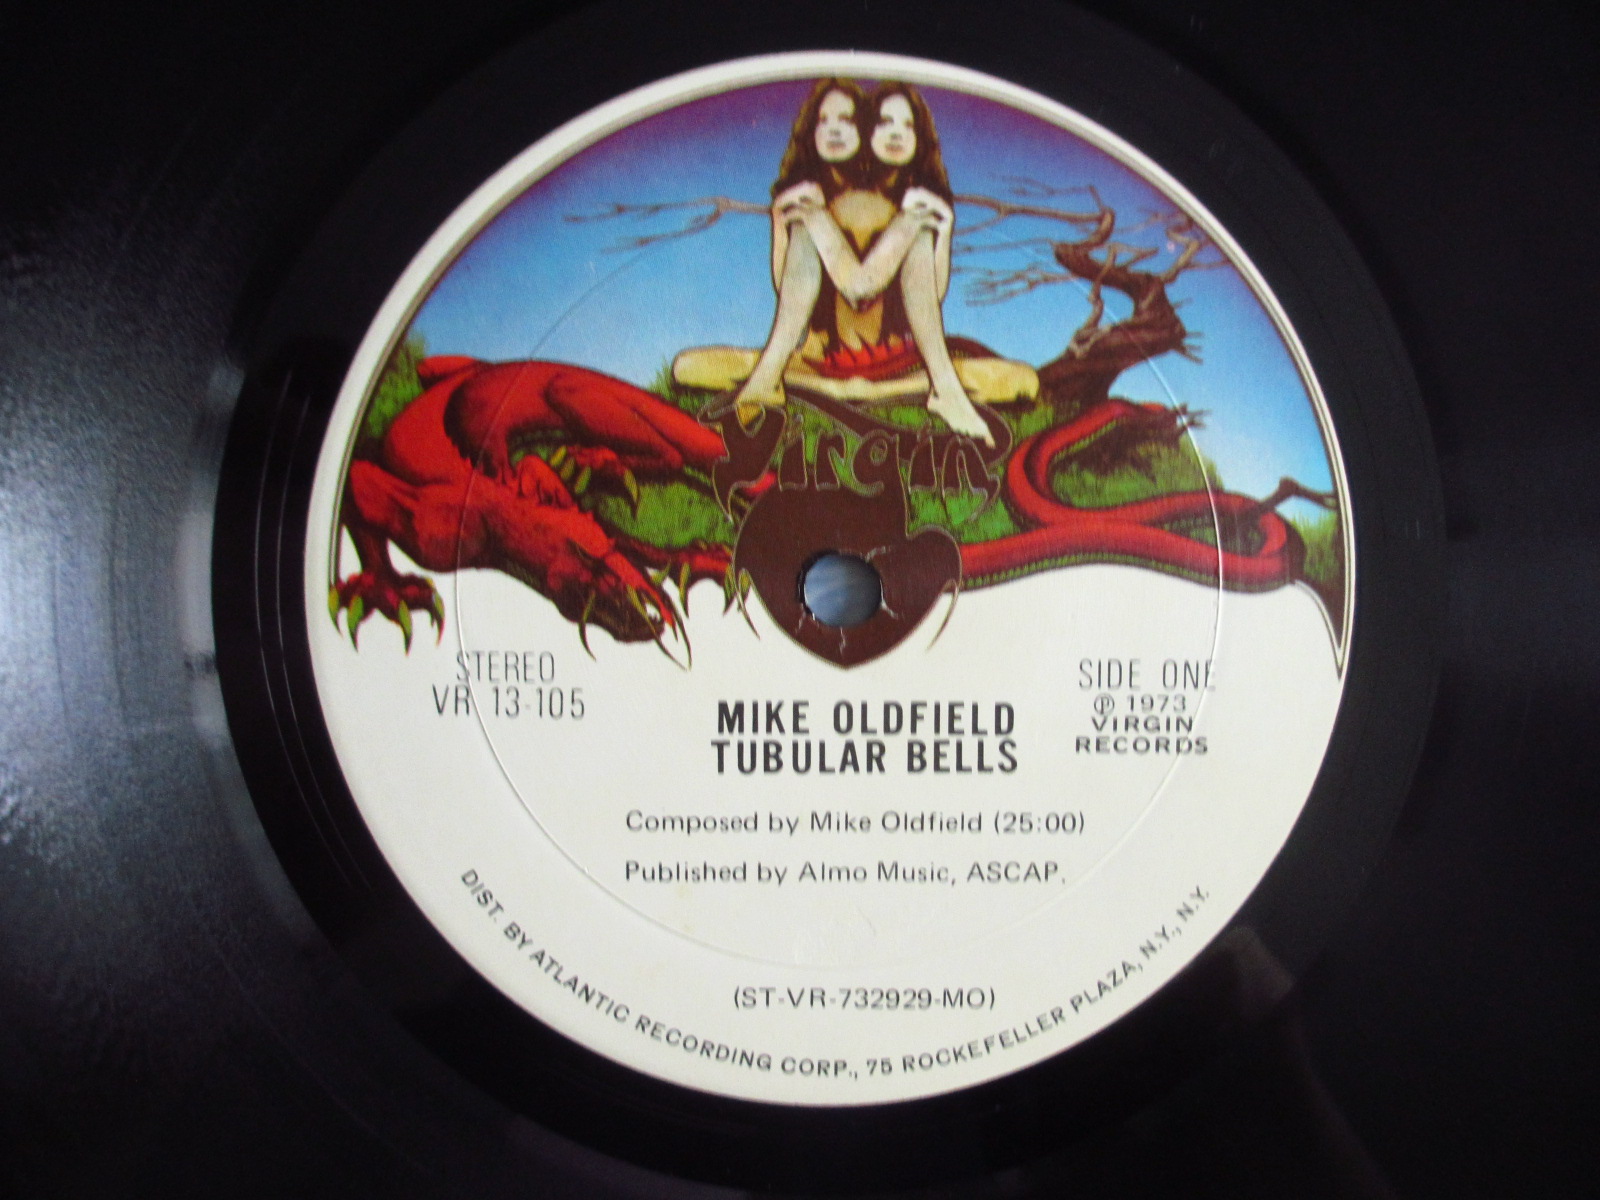 Virgin
STEREO
VR 13-105
SIDE ONE
℗ 1973
VIRGIN
RECORDS
MIKE OLDFIELD
TUBULAR BELLS
Composed by Mike Oldfield (25:00)
Published by Almo Music, ASCAP.
(ST-VR-732929-MO)
DIST. BY ATLANTIC RECORDING CORP., 75 ROCKEFELLER PLAZA, N.Y., N.Y.